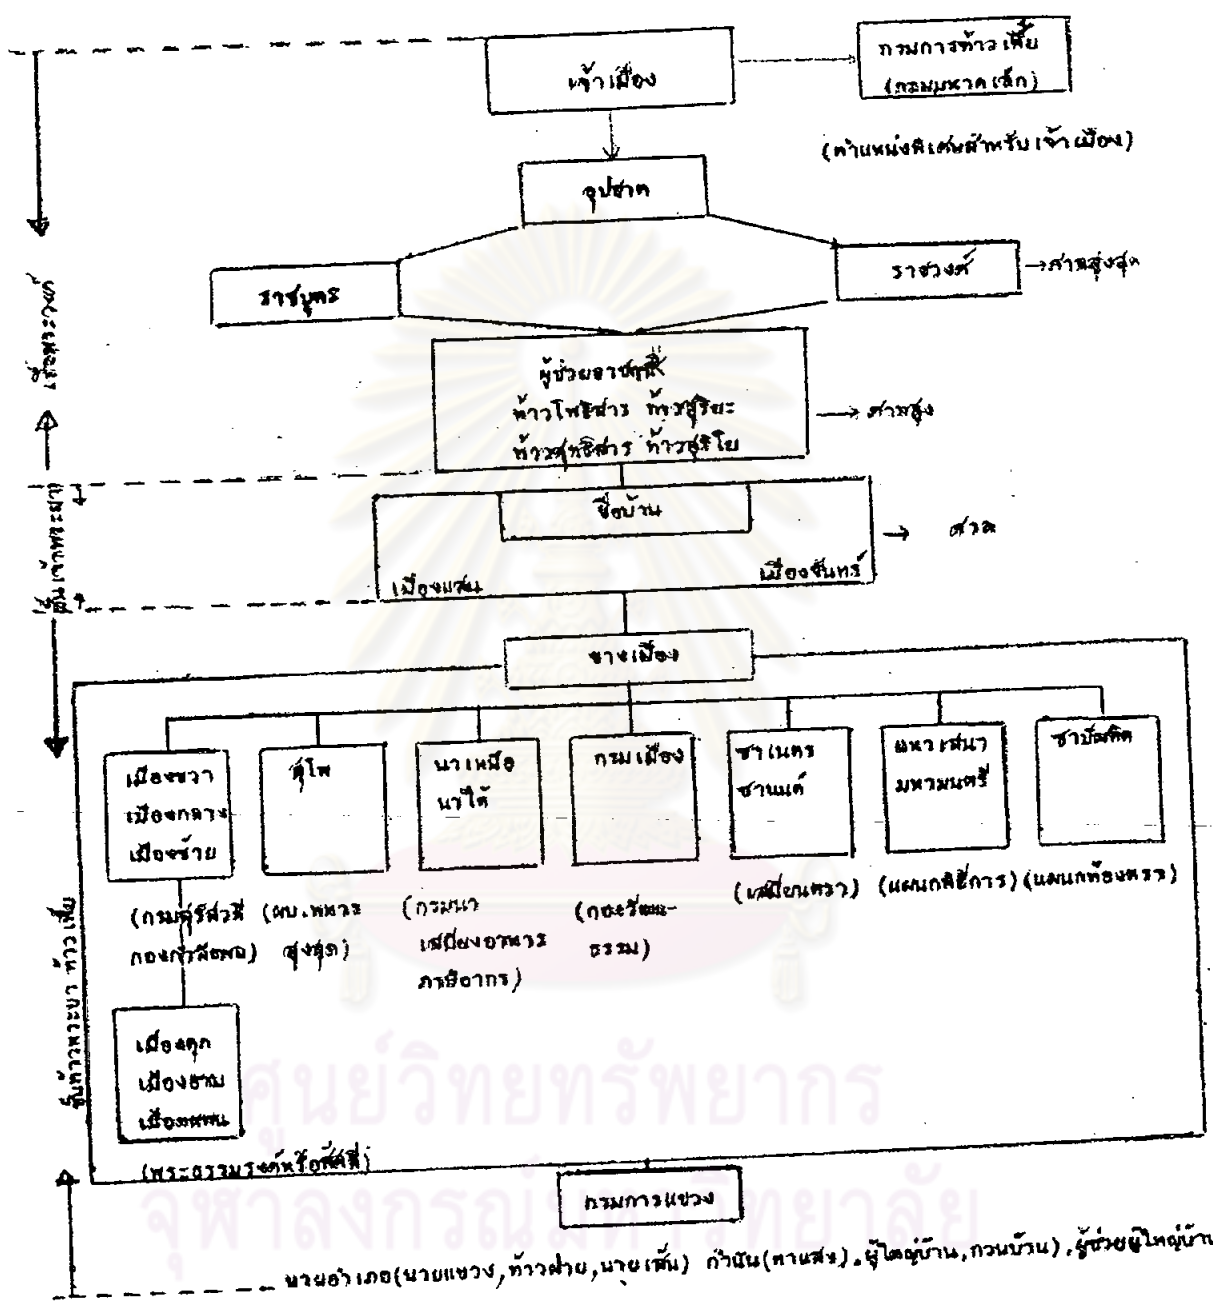 เจ้าเมือง
กรมการท้าวเพี้ย
(กรมมหาดเล็ก)
(ตำแหน่งพิเศษสำหรับเจ้าเมือง)
อุปฮาด
ราชบุตร
ราชวงศ์
ศาลสูงสุด
ผู้ช่วยอาชญาสี่
ท้าวโพธิสาร ท้าวสุริยะ
ท้าวสุทธิสาร ท้าวสุริโย
ศาลสูง
ขื่อบ้าน
เมืองแสน
เมืองจันทร์
ศาล
ขางเมือง
เมืองขวา
เมืองกลาง
เมืองซ้าย
(กรมสุรัสวดี
กองกำลังพล)
สุโพ
(ผบ.ทหาร
สูงสุด)
นาเหนือ
นาใต้
(กรมนา
เสบียงอาหาร
ภาษีอากร)
กรมเมือง
(กองวัฒน-
ธรรม)
ซาเนตร
ซานนต์
(เสมียนตรา)
มหาเสนา
มหามนตรี
(แผนกพิธีการ)
ซาบัณฑิต
(แผนกท้องตรา)
เมืองคุก
เมืองฮาม
เมืองแพน
(พระธรรมรงค์หรือพัศดี)
กรมการแขวง
นายอำเภอ(นายแขวง,ท้าวฝ่าย,นายเส้น) กำนัน(ตาแสง),ผู้ใหญ่บ้าน,กวนบ้าน),ผู้ช่วยผู้ใหญ่บ้าน
ชั้นท้าวพระยา ท้าวเพี้ย
ศูนย์วิทยทรัพยากร
จุฬาลงกรณ์มหาวิทยาลัย